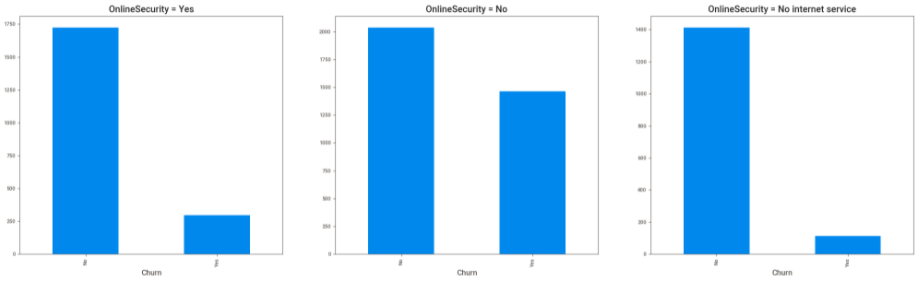 OnlineSecurity = Yes
1750
1500
1250
1000
750
500
250
0
No
Yes
Churn
OnlineSecurity = No
2000
1750
1500
1250
1000
750
500
250
0
No
Yes
Churn
OnlineSecurity = No internet service
1400
1200
1000
800
600
400
200
0
No
Yes
Churn